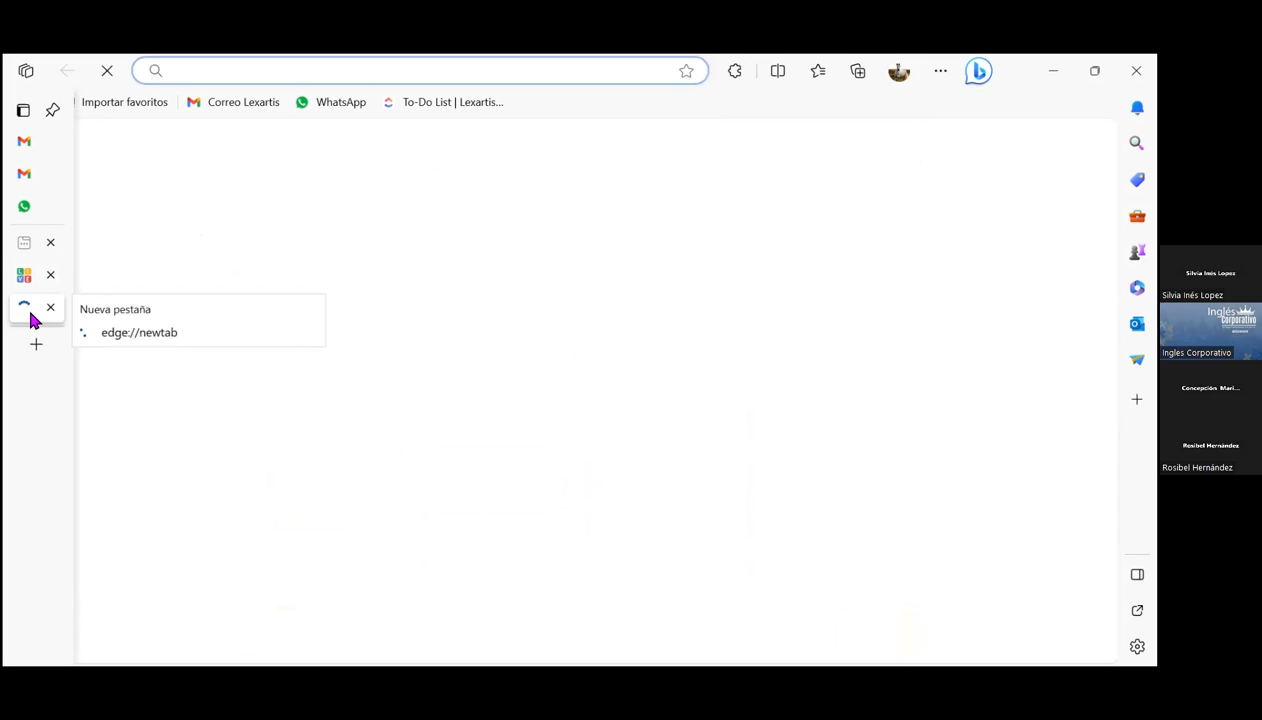 Importar favoritos
Correo Lexartis
WhatsApp
To-Do List | Lexartis...
Nueva pestaña
edge://newtab
Silvia Inés Lopez
Silvia Inés Lopez
Inglés
Corporativo
Ingles Corporativo
Concepción Mari...
Rosibel Hernández
Rosibel Hernández